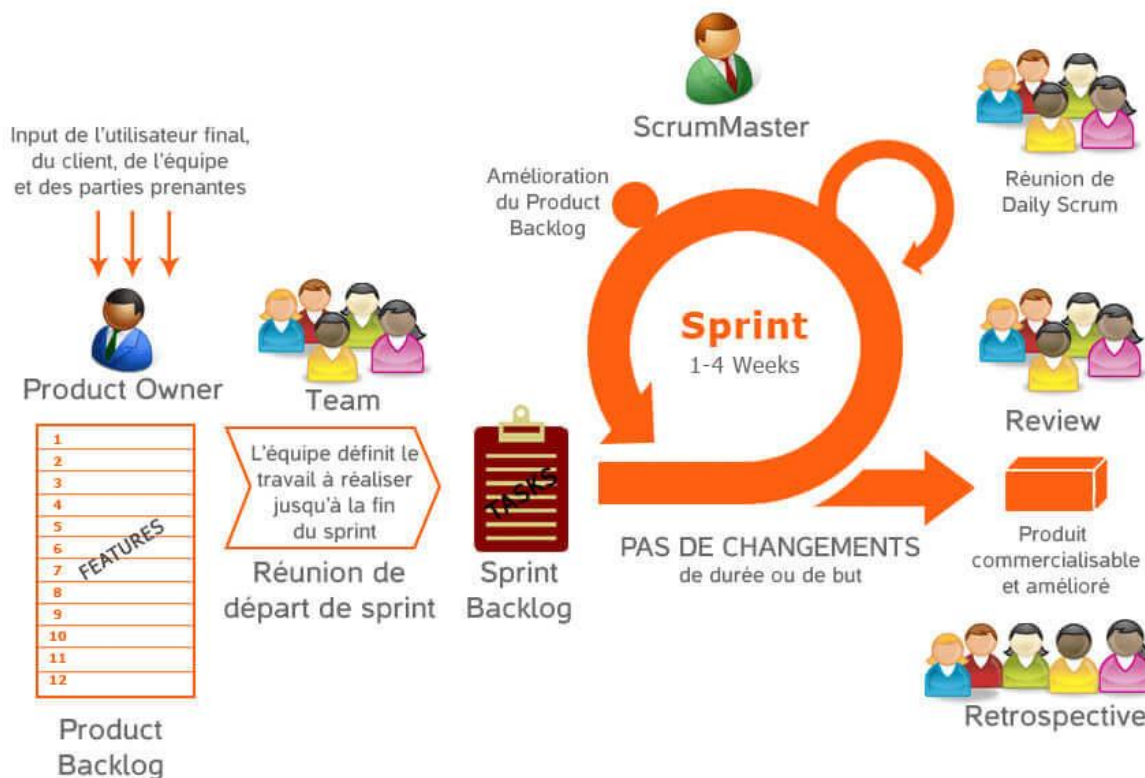 Input de l'utilisateur final,
du client, de l'équipe
et des parties prenantes
Product Owner
1
2
3
4
5
6
7
8
9
10
11
12
FEATURES
Product
Backlog
Team
L'équipe définit le
travail à réaliser
jusqu'à la fin
du sprint
Réunion de
départ de sprint
TASKS
Sprint
Backlog
ScrumMaster
Amélioration
du Product
Backlog
Sprint
1-4 Weeks
PAS DE CHANGEMENTS
de durée ou de but
Réunion de
Daily Scrum
Review
Produit
commercialisable
et amélioré
Retrospective